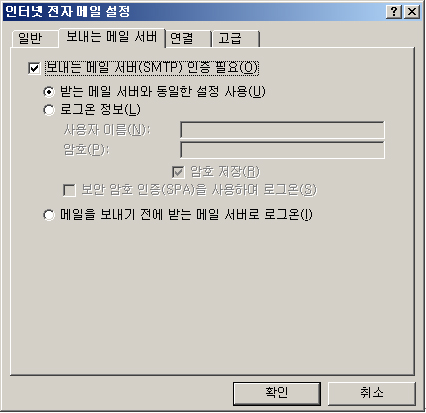 인터넷 전자 메일 설정
일반 보내는 메일 서버 연결 고급
보내는 메일 서버(SMTP) 인증 필요(O)
받는 메일 서버와 동일한 설정 사용(U)
로그온 정보(L)
사용자 이름(N):
암호(P):
암호 저장(R)
보안 암호 인증(SPA)을 사용하며 로그온(S)
메일을 보내기 전에 받는 메일 서버로 로그온(I)
확인 취소